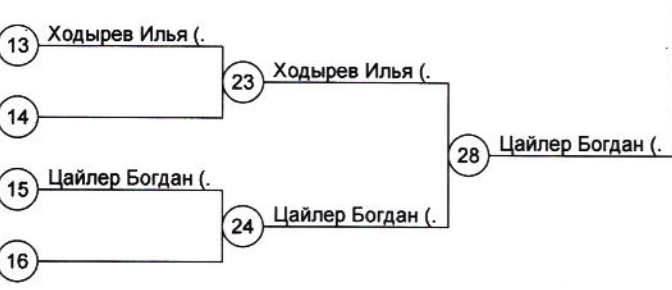 13 Ходырев Илья (.
23 Ходырев Илья (.
14
28 Цайлер Богдан (.
15 Цайлер Богдан (.
24 Цайлер Богдан (.
16